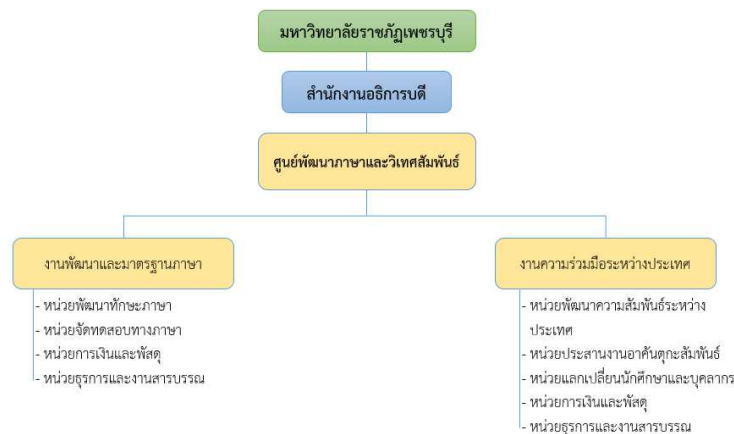 มหาวิทยาลัยราชภัฏเพชรบุรี
สำนักงานอธิการบดี
ศูนย์พัฒนาภาษาและวิเทศสัมพันธ์
งานพัฒนาและมาตรฐานภาษา
- หน่วยพัฒนาทักษะภาษา
- หน่วยจัดทดสอบทางภาษา
- หน่วยการเงินและพัสดุ
- หน่วยธุรการและงานสารบรรณ
งานความร่วมมือระหว่างประเทศ
- หน่วยพัฒนาความสัมพันธ์ระหว่าง
ประเทศ
- หน่วยประสานงานอาคันตุกะสัมพันธ์
- หน่วยแลกเปลี่ยนนักศึกษาและบุคลากร
- หน่วยการเงินและพัสดุ
- หน่วยธุรการและงานสารบรรณ